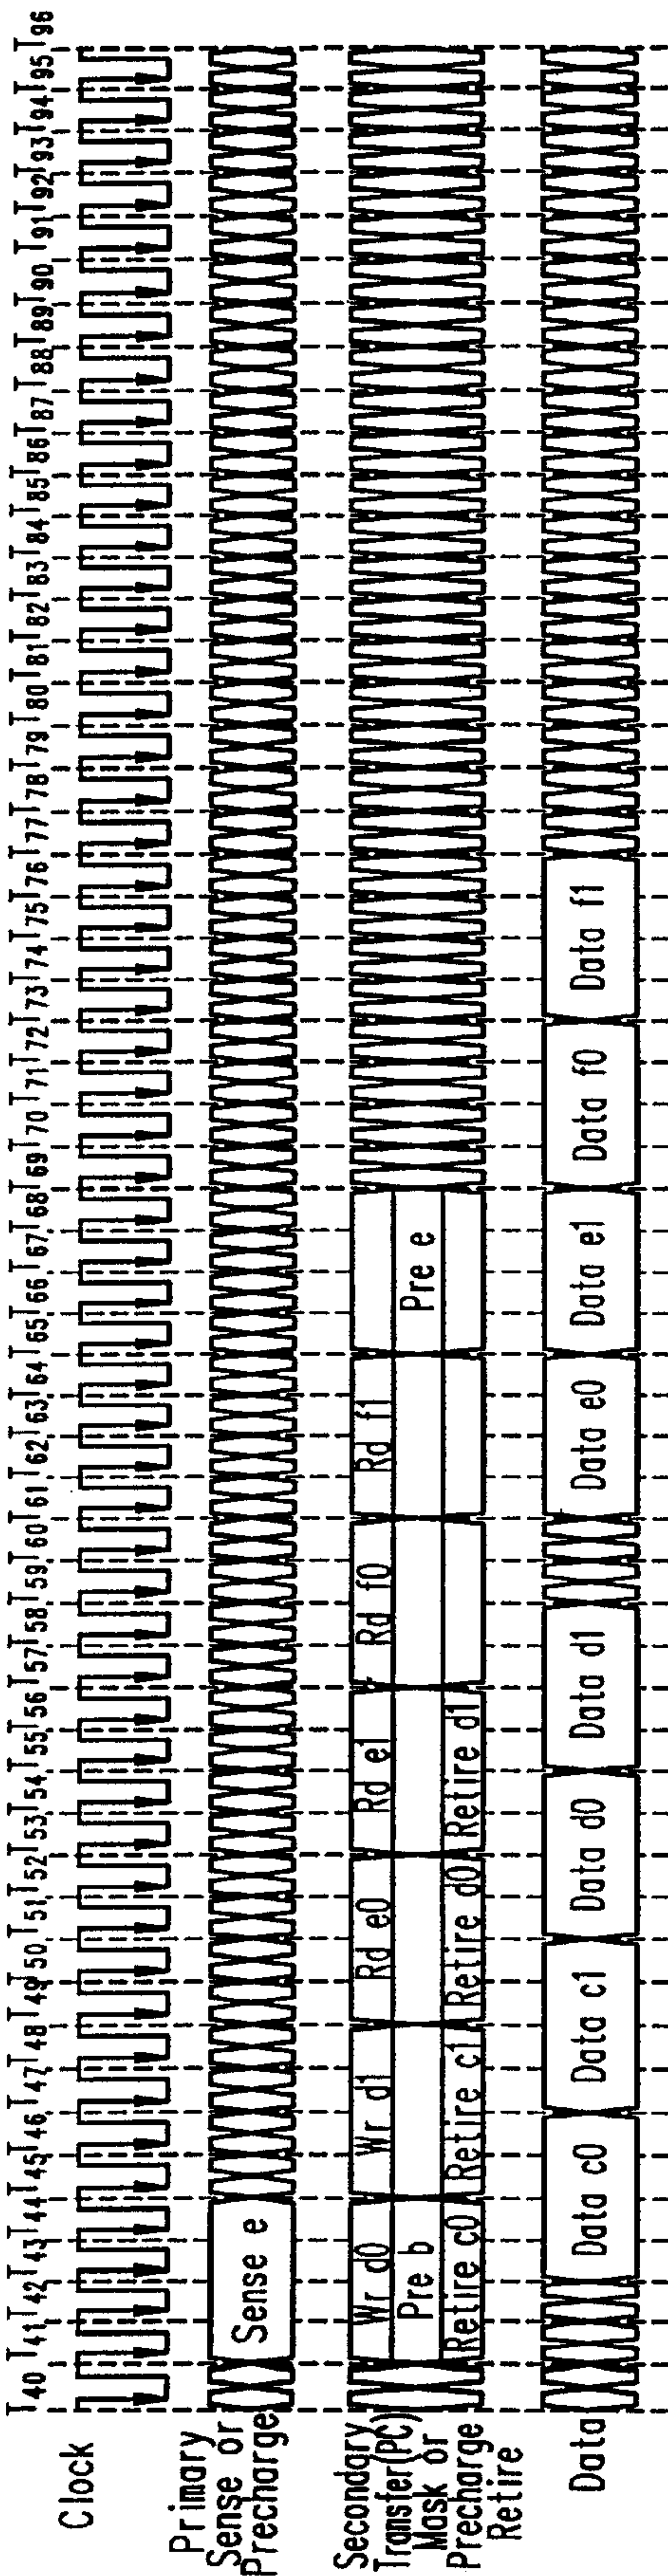 T40 T41 T42 T43 T44 T45 T46 T47 T48 T49 T50 T51 T52 T53 T54 T55 T56 T57 T58 T59 T60 T61 T62 T63 T64 T65 T66 T67 T68 T69 T70 T71 T72 T73 T74 T75 T76 T77 T78 T79 T80 T81 T82 T83 T84 T85 T86 T87 T88 T89 T90 T91 T92 T93 T94 T95 T96
Clock
Primary
Sense or
Precharge
Sense e
Secondary
Transfer(PC)
Mask or
Precharge
Retire
Wr d0 Wr d1 Rd e0 Rd e1 Rd f0 Rd f1
Pre b Pre e
Retire c0 Retire c1 Retire d0 Retire d1
Data
Data c0 Data c1 Data d0 Data d1 Data e0 Data e1 Data f0 Data f1